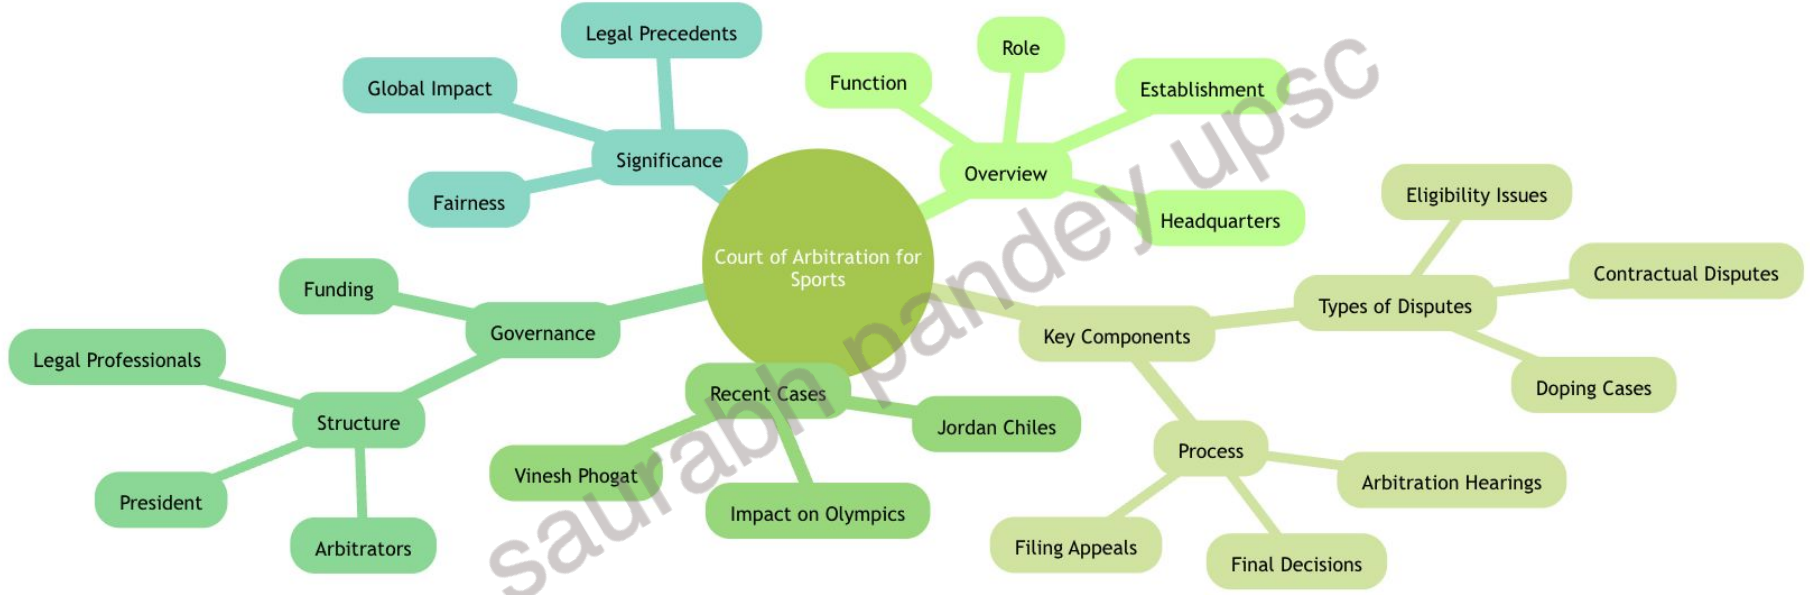 Legal Precedents
Global Impact
Significance
Fairness
Role
Function
Establishment
Overview
Headquarters
Court of Arbitration for
Sports
Eligibility Issues
Contractual Disputes
Types of Disputes
Key Components
Doping Cases
Process
Arbitration Hearings
Filing Appeals
Final Decisions
Recent Cases
Jordan Chiles
Vinesh Phogat
Impact on Olympics
Funding
Governance
Legal Professionals
Structure
President
Arbitrators
saurabh pandey upsc